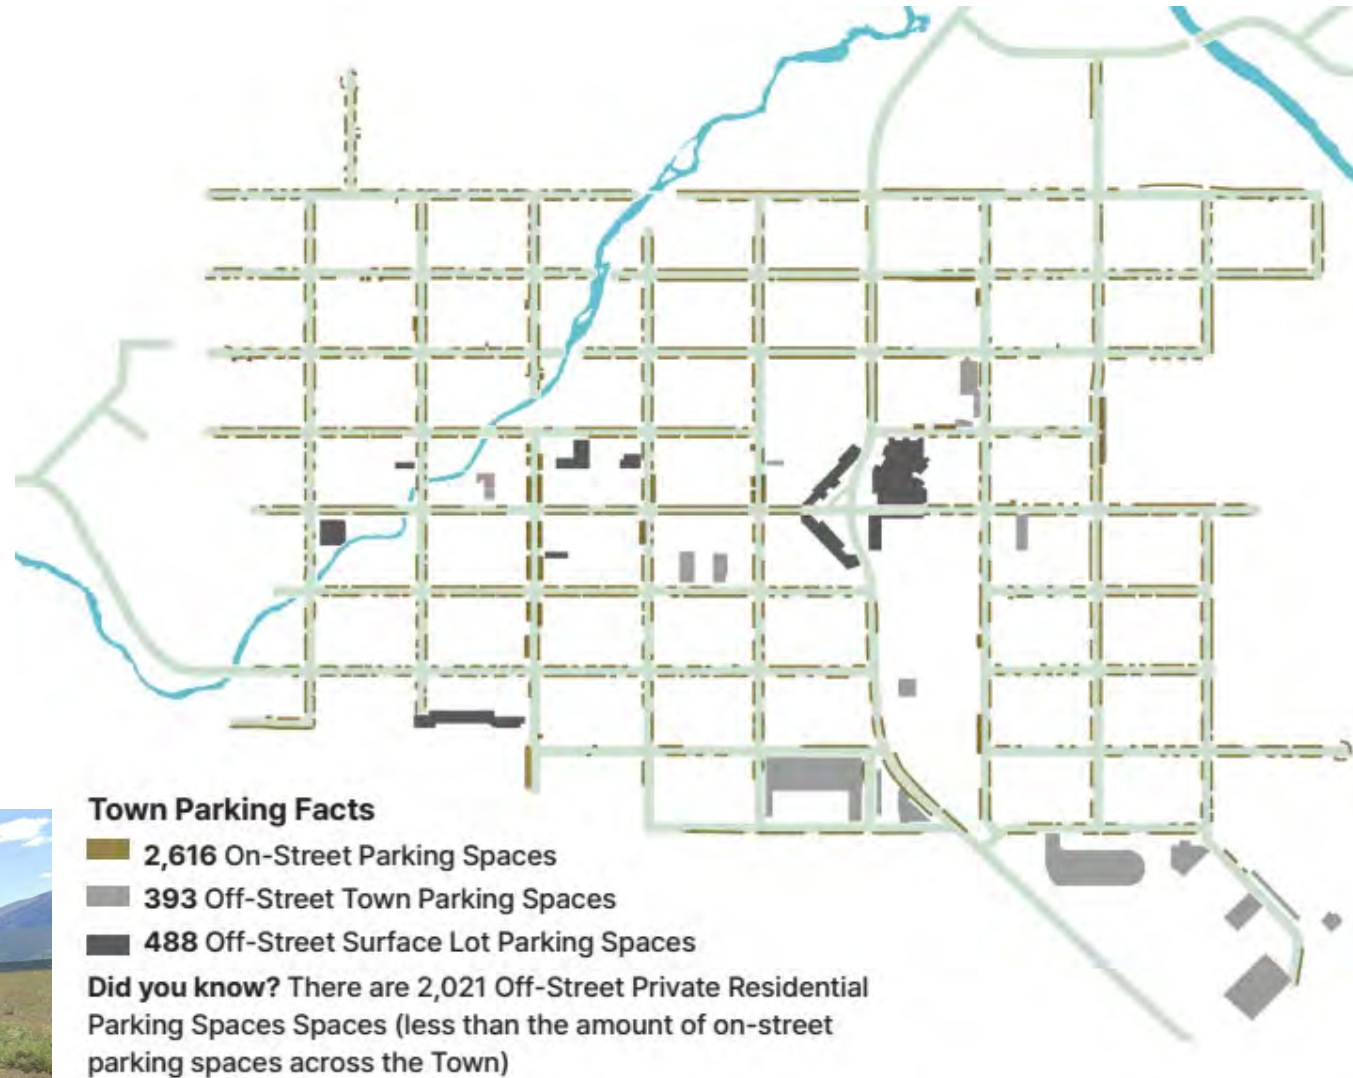 Town Parking Facts
2,616 On-Street Parking Spaces
393 Off-Street Town Parking Spaces
488 Off-Street Surface Lot Parking Spaces
Did you know? There are 2,021 Off-Street Private Residential
Parking Spaces Spaces (less than the amount of on-street
parking spaces across the Town)